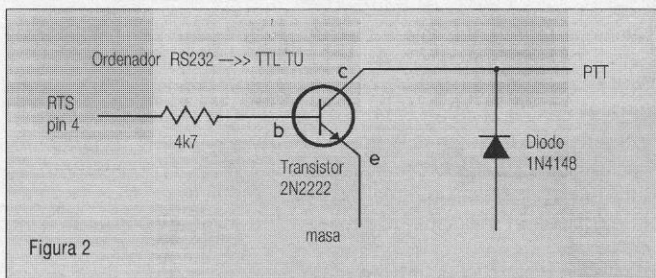 Ordenador RS232 —>> TTL TU
c
PTT
RTS
pin 4
4k7
b
e
Transistor
2N2222
Diodo
1N4148
masa
Figura 2